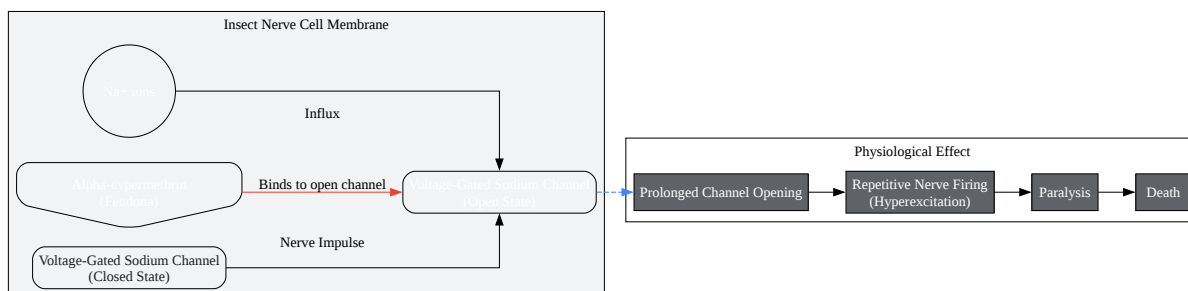 Insect Nerve Cell Membrane
Na+ ions
Influx
Alpha-cypermethrin
(Fendona)
Binds to open channel
Voltage-Gated Sodium Channel
(Open State)
Nerve Impulse
Voltage-Gated Sodium Channel
(Closed State)
Physiological Effect
Prolonged Channel Opening
Repetitive Nerve Firing
(Hyperexcitation)
Paralysis
Death